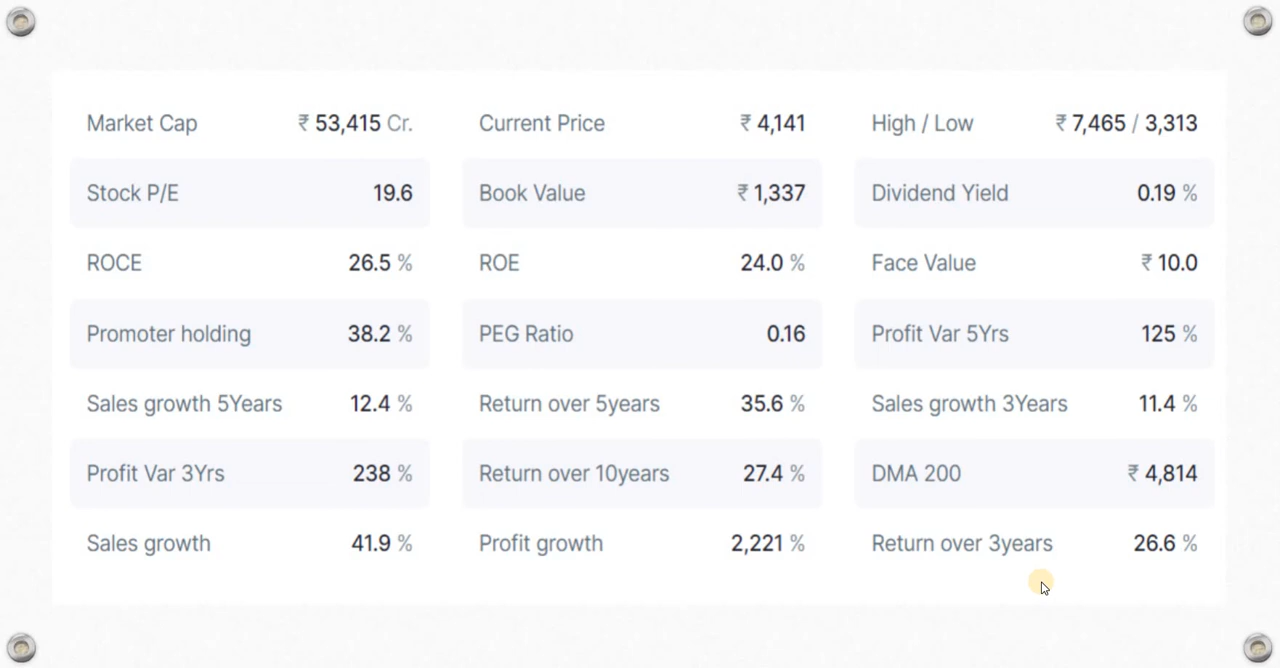 Market Cap ₹ 53,415 Cr. Current Price ₹ 4,141 High / Low ₹ 7,465 / 3,313
Stock P/E 19.6 Book Value ₹ 1,337 Dividend Yield 0.19 %
ROCE 26.5 % ROE 24.0 % Face Value ₹ 10.0
Promoter holding 38.2 % PEG Ratio 0.16 Profit Var 5Yrs 125 %
Sales growth 5Years 12.4 % Return over 5years 35.6 % Sales growth 3Years 11.4 %
Profit Var 3Yrs 238 % Return over 10years 27.4 % DMA 200 ₹ 4,814
Sales growth 41.9 % Profit growth 2,221 % Return over 3years 26.6 %